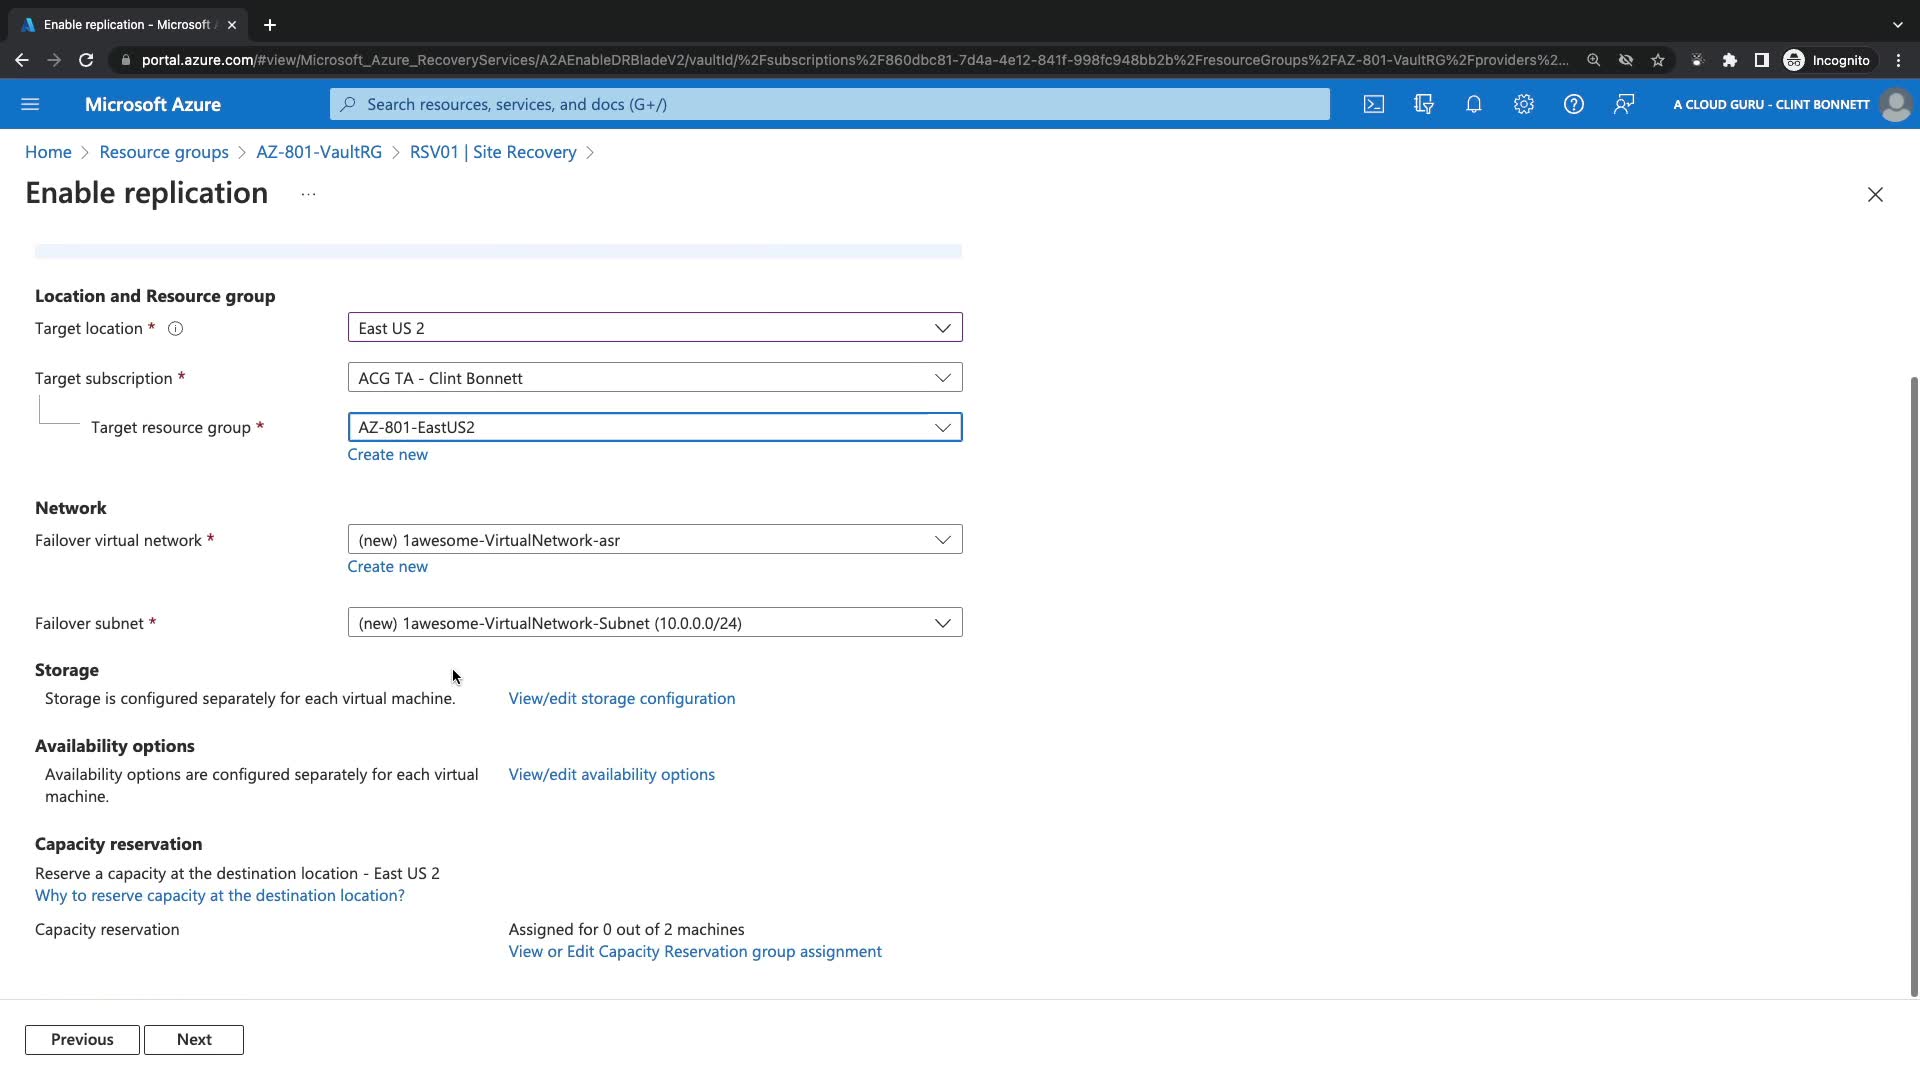 Enable replication - Microsoft A
portal.azure.com/#view/Microsoft_Azure_RecoveryServices/A2AEnableDRBladeV2/vaultId/%2Fsubscriptions%2F860dbc81-7d4a-4e12-841f-998fc948bb2b%2FresourceGroups%2FAZ-801-VaultRG%2Fproviders%2...
Incognito
Microsoft Azure
Search resources, services, and docs (G+/)
A CLOUD GURU - CLINT BONNETT
Home > Resource groups > AZ-801-VaultRG > RSV01 | Site Recovery >
Enable replication ...
Location and Resource group
Target location * East US 2
Target subscription * ACG TA - Clint Bonnett
Target resource group * AZ-801-EastUS2
Create new
Network
Failover virtual network * (new) 1awesome-VirtualNetwork-asr
Create new
Failover subnet * (new) 1awesome-VirtualNetwork-Subnet (10.0.0.0/24)
Storage
Storage is configured separately for each virtual machine. View/edit storage configuration
Availability options
Availability options are configured separately for each virtual View/edit availability options
machine.
Capacity reservation
Reserve a capacity at the destination location - East US 2
Why to reserve capacity at the destination location?
Capacity reservation Assigned for 0 out of 2 machines
View or Edit Capacity Reservation group assignment
Previous Next